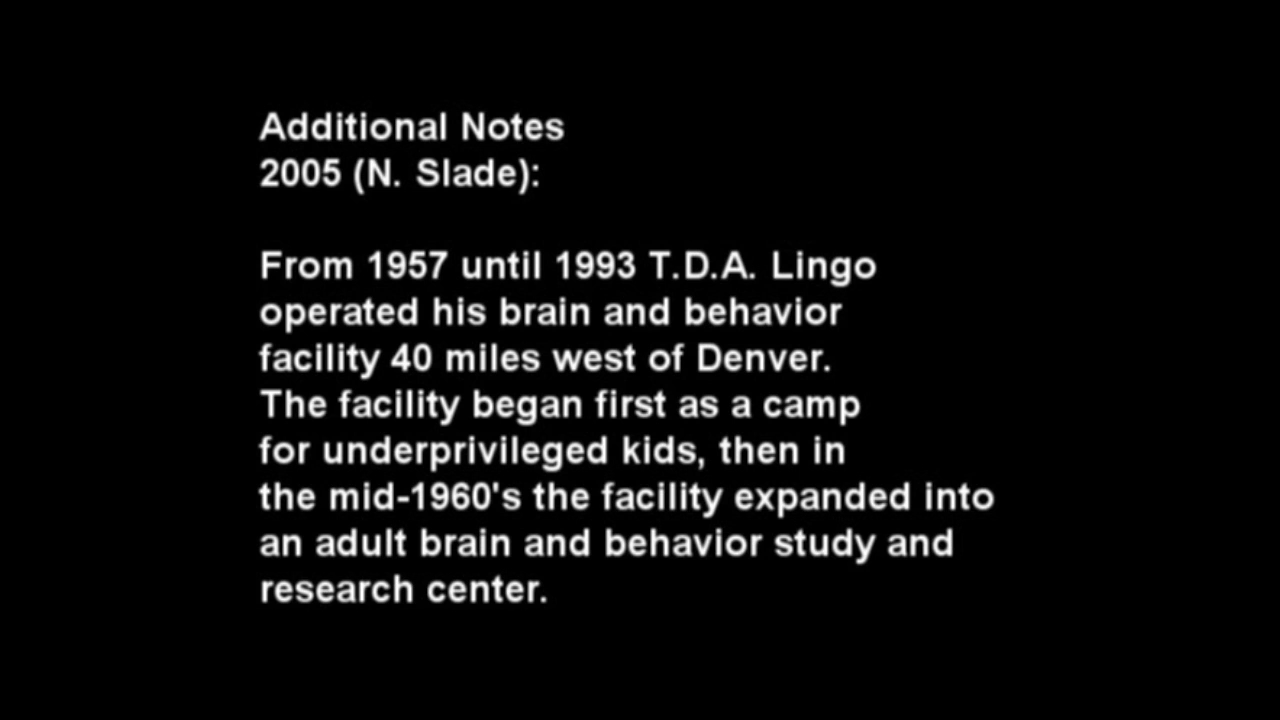 Additional Notes
2005 (N. Slade):
From 1957 until 1993 T.D.A. Lingo
operated his brain and behavior
facility 40 miles west of Denver.
The facility began first as a camp
for underprivileged kids, then in
the mid-1960's the facility expanded into
an adult brain and behavior study and
research center.